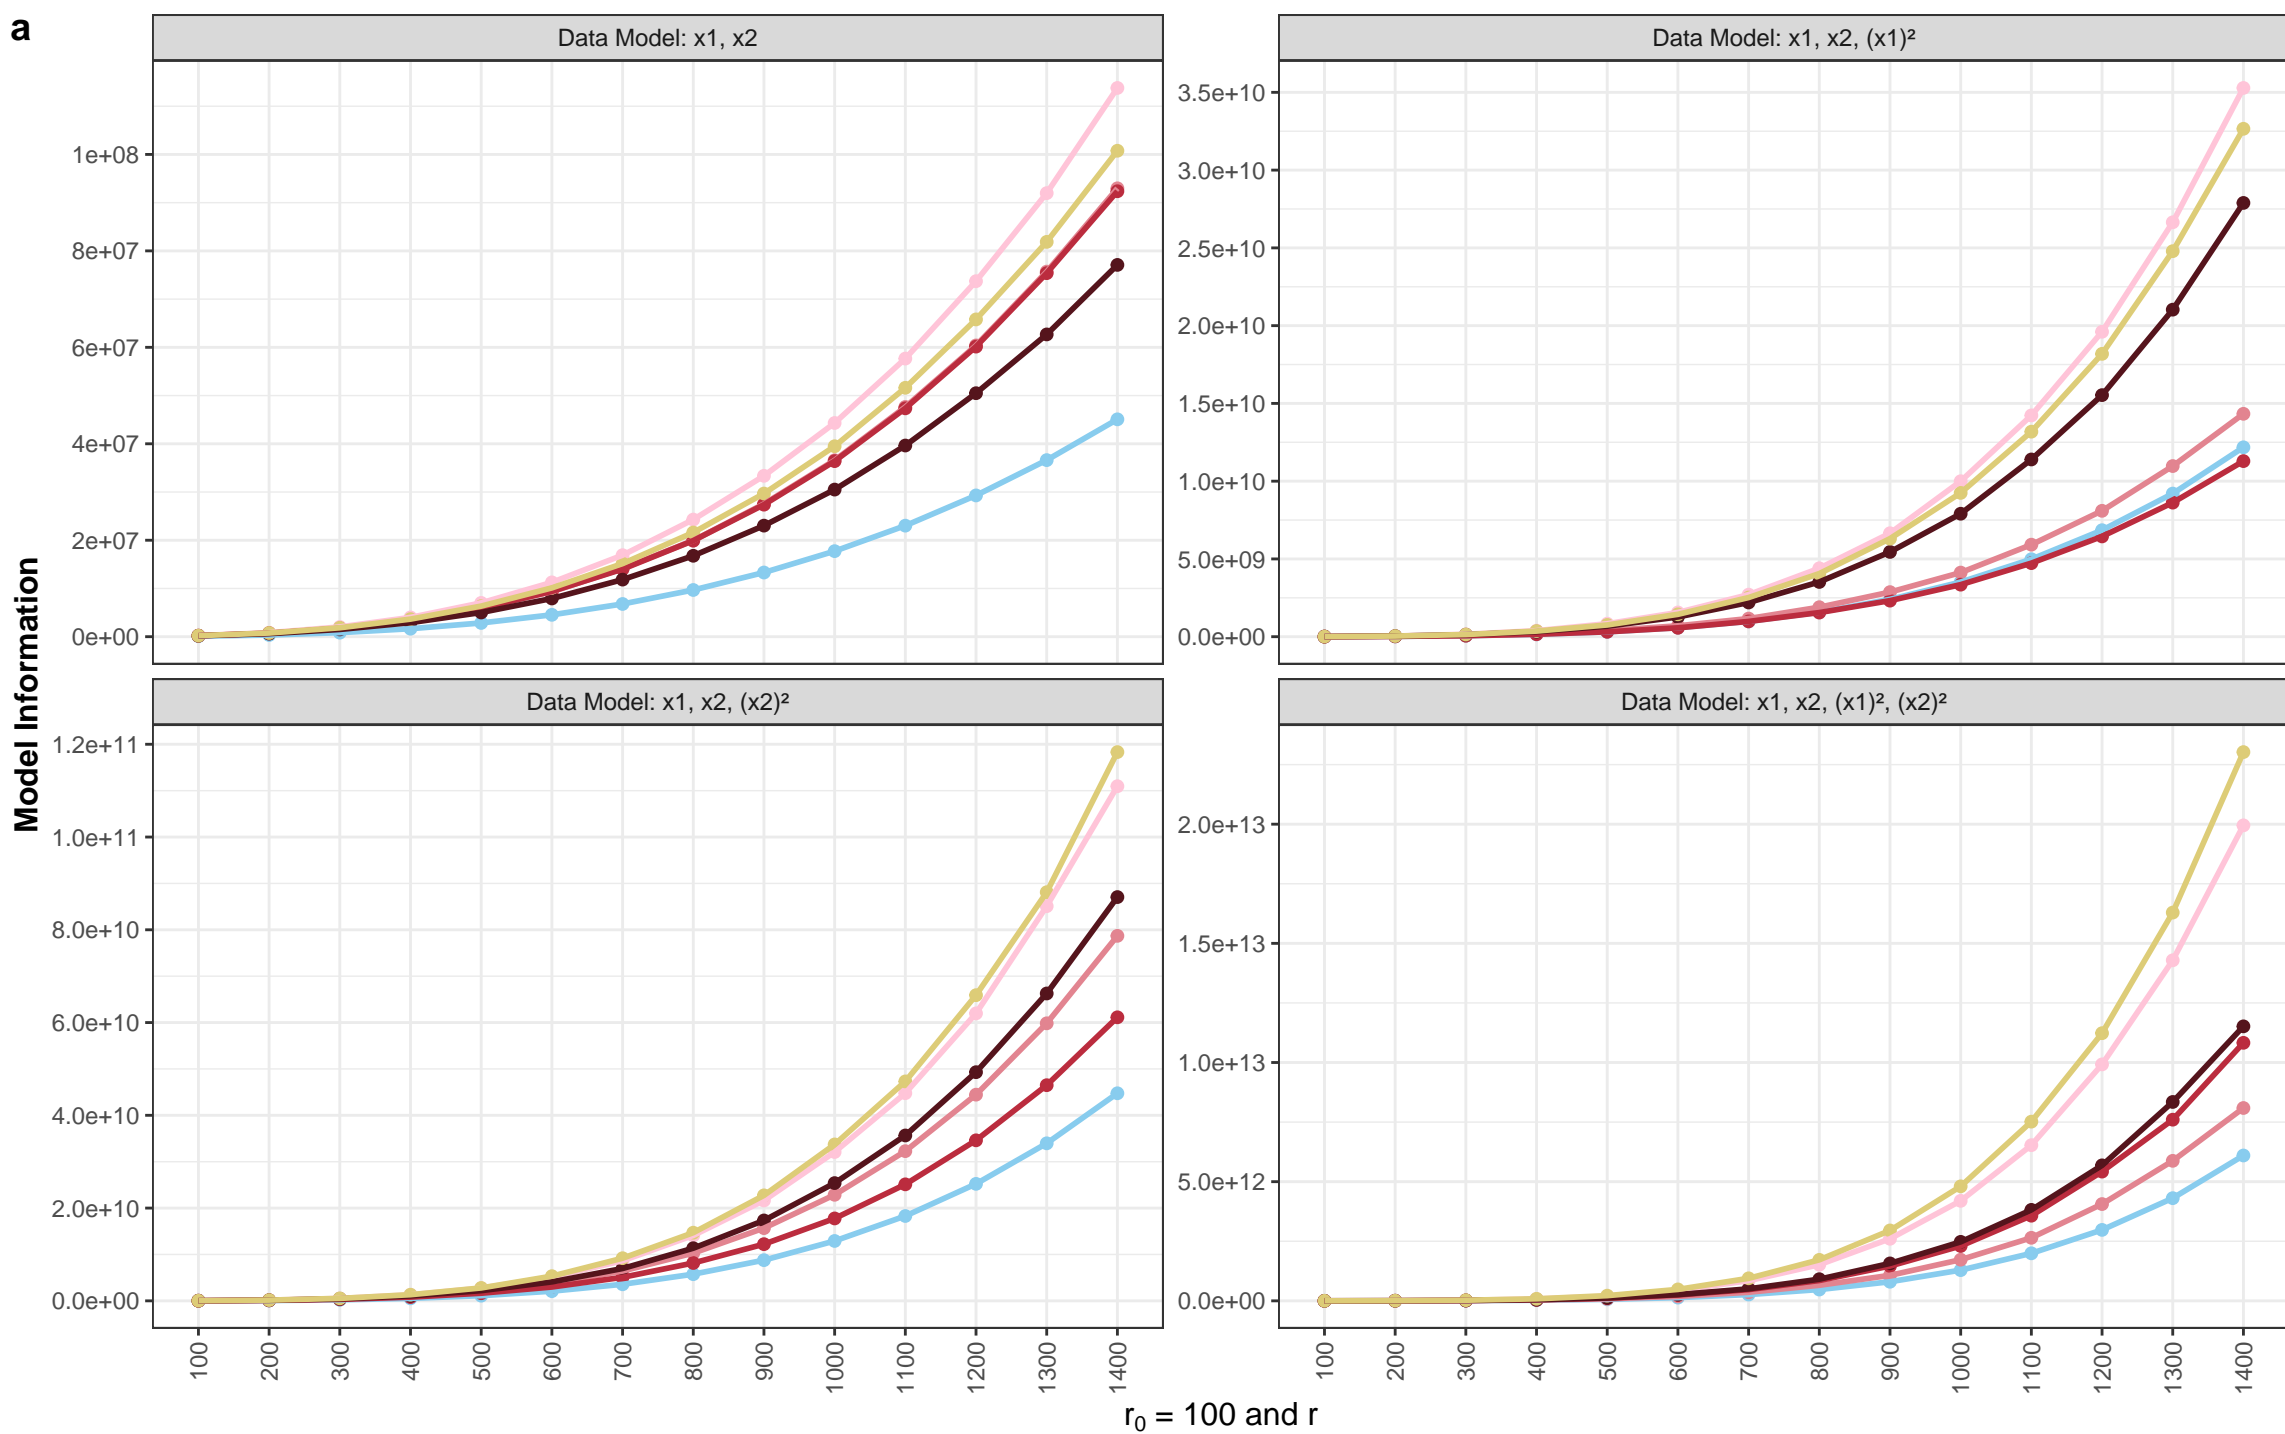 a
Data Model: x1, x2
Data Model: x1, x2, (x1)²
1e+08
8e+07
6e+07
4e+07
2e+07
0e+00
3.5e+10
3.0e+10
2.5e+10
2.0e+10
1.5e+10
1.0e+10
5.0e+09
0.0e+00
Model Information
Data Model: x1, x2, (x2)²
Data Model: x1, x2, (x1)², (x2)²
1.2e+11
1.0e+11
8.0e+10
6.0e+10
4.0e+10
2.0e+10
0.0e+00
2.0e+13
1.5e+13
1.0e+13
5.0e+12
0.0e+00
100 200 300 400 500 600 700 800 900 1000 1100 1200 1300 1400
100 200 300 400 500 600 700 800 900 1000 1100 1200 1300 1400
r₀ = 100 and r